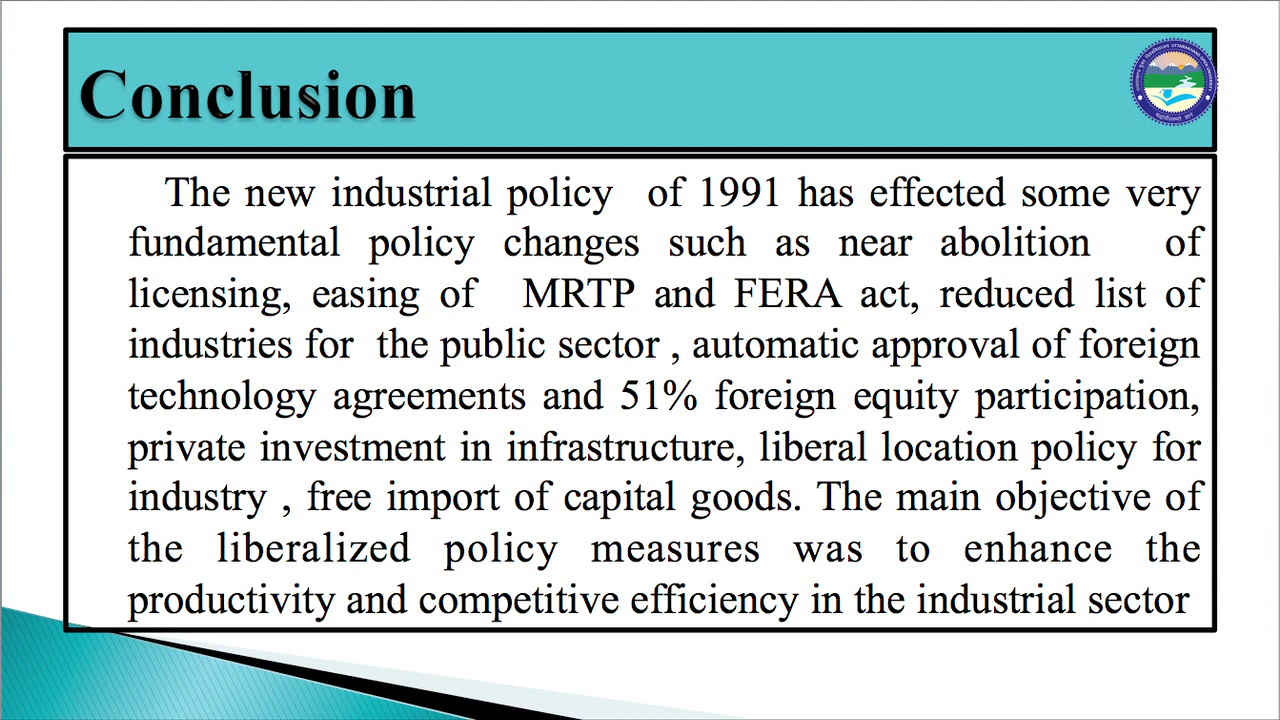 Conclusion
The new industrial policy of 1991 has effected some very
fundamental policy changes such as near abolition of
licensing, easing of MRTP and FERA act, reduced list of
industries for the public sector , automatic approval of foreign
technology agreements and 51% foreign equity participation,
private investment in infrastructure, liberal location policy for
industry , free import of capital goods. The main objective of
the liberalized policy measures was to enhance the
productivity and competitive efficiency in the industrial sector